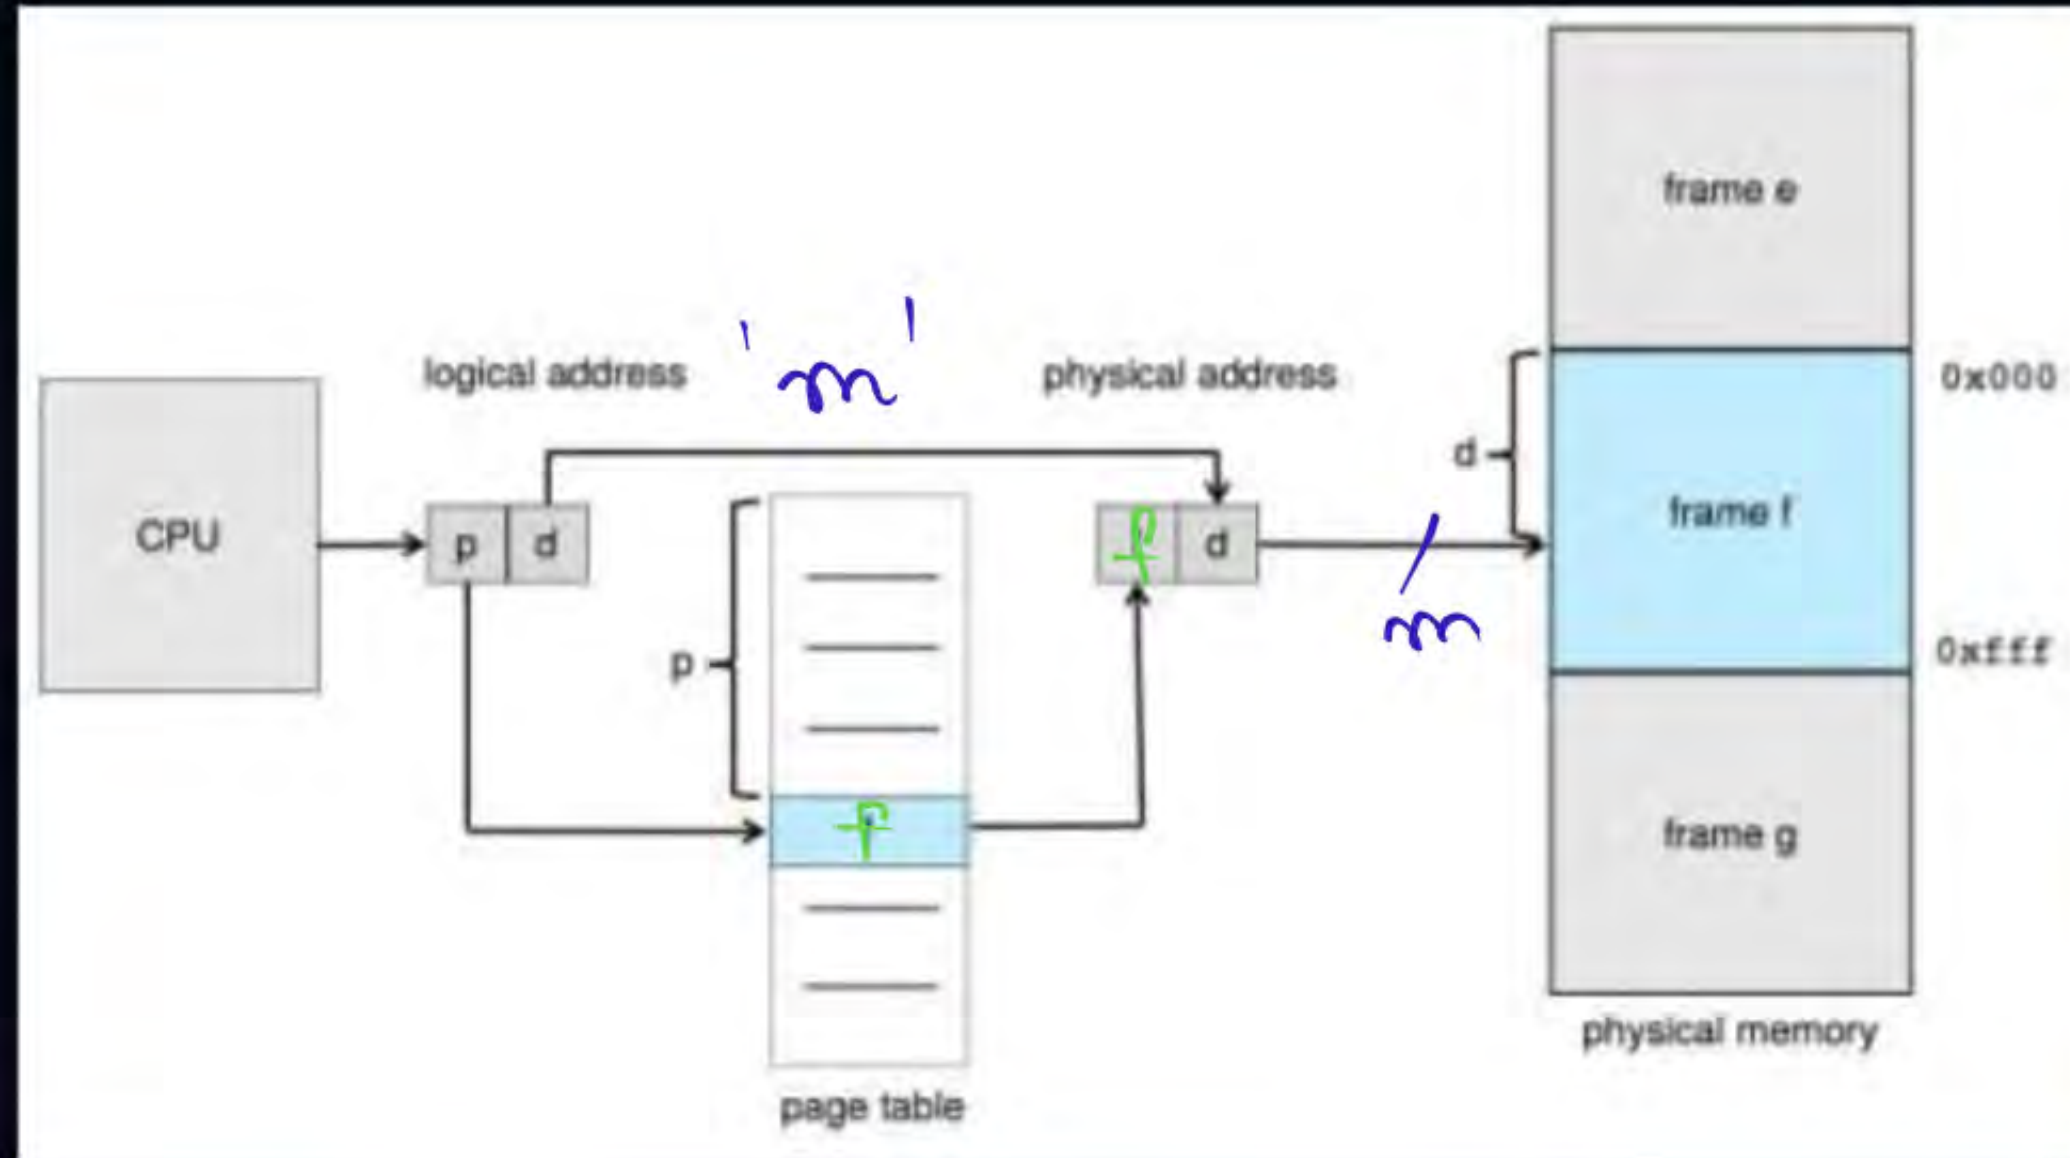 frame e
'm'
logical address
physical address
0x000
d
CPU
p d
f d
frame f
m
0xfff
p
f
frame g
physical memory
page table